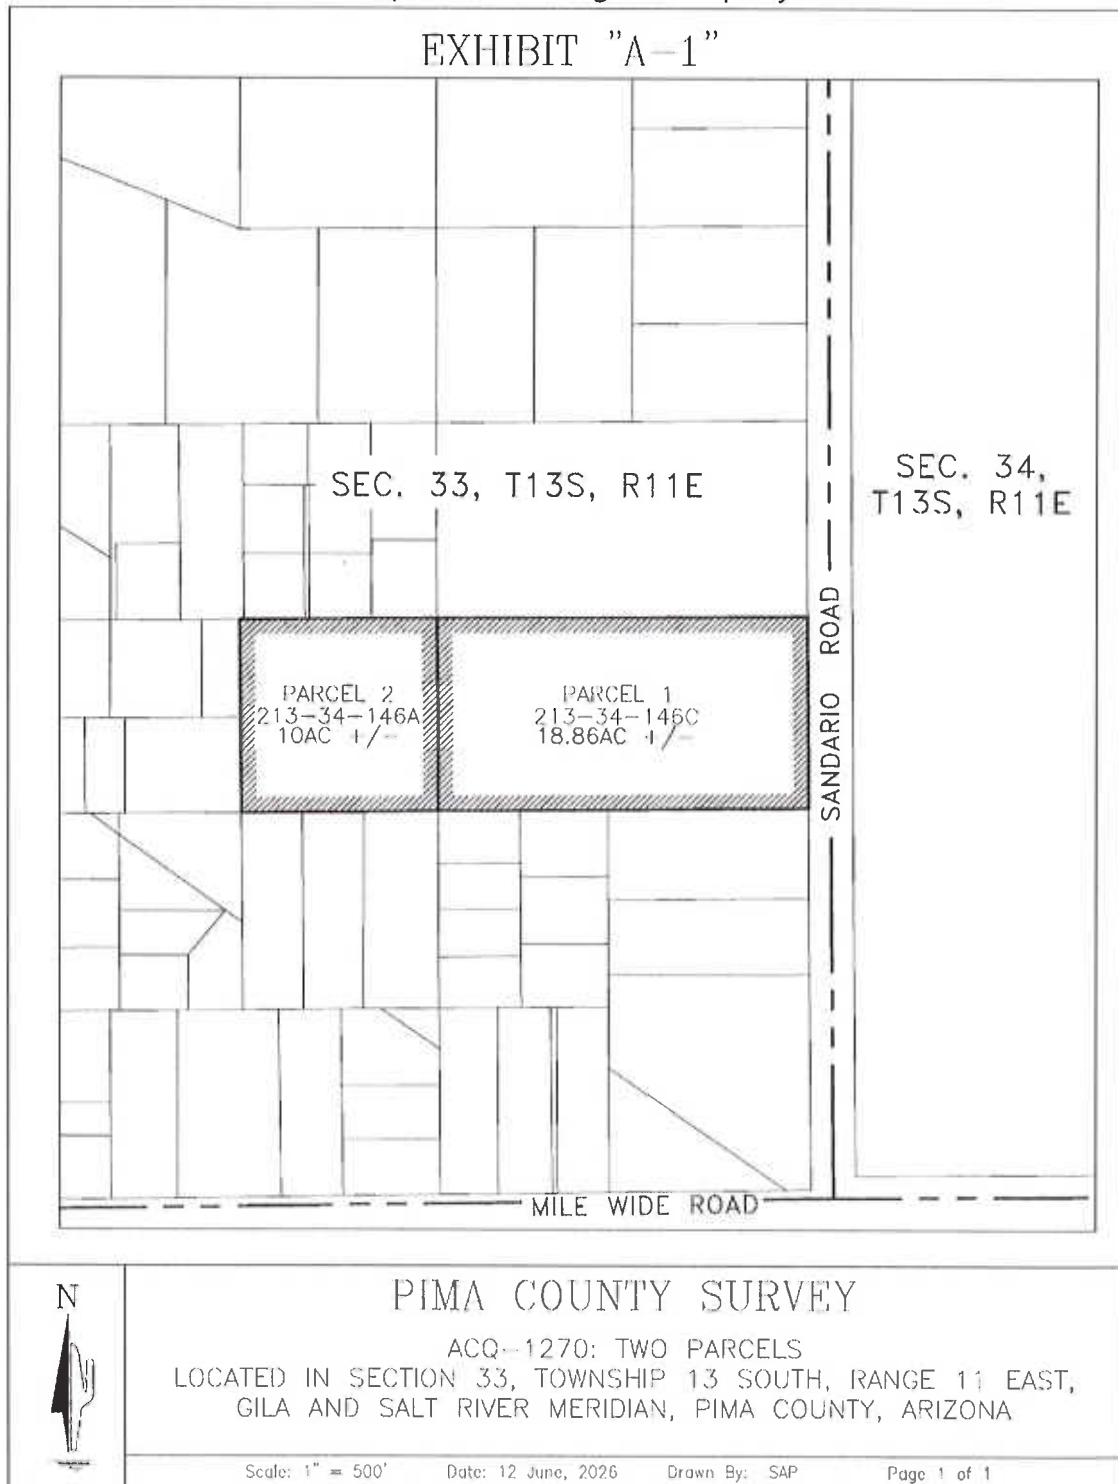 EXHIBIT "A-1"
SEC. 33, T13S, R11E
SEC. 34,
T13S, R11E
SANDARIO ROAD
PARCEL 2
213-34-146A
10AC +/-
PARCEL 1
213-34-146C
18.86AC +/-
MILE WIDE ROAD
N
PIMA COUNTY SURVEY
ACQ-1270: TWO PARCELS
LOCATED IN SECTION 33, TOWNSHIP 13 SOUTH, RANGE 11 EAST,
GILA AND SALT RIVER MERIDIAN, PIMA COUNTY, ARIZONA
Scale: 1" = 500' Date: 12 June, 2026 Drawn By: SAP Page 1 of 1